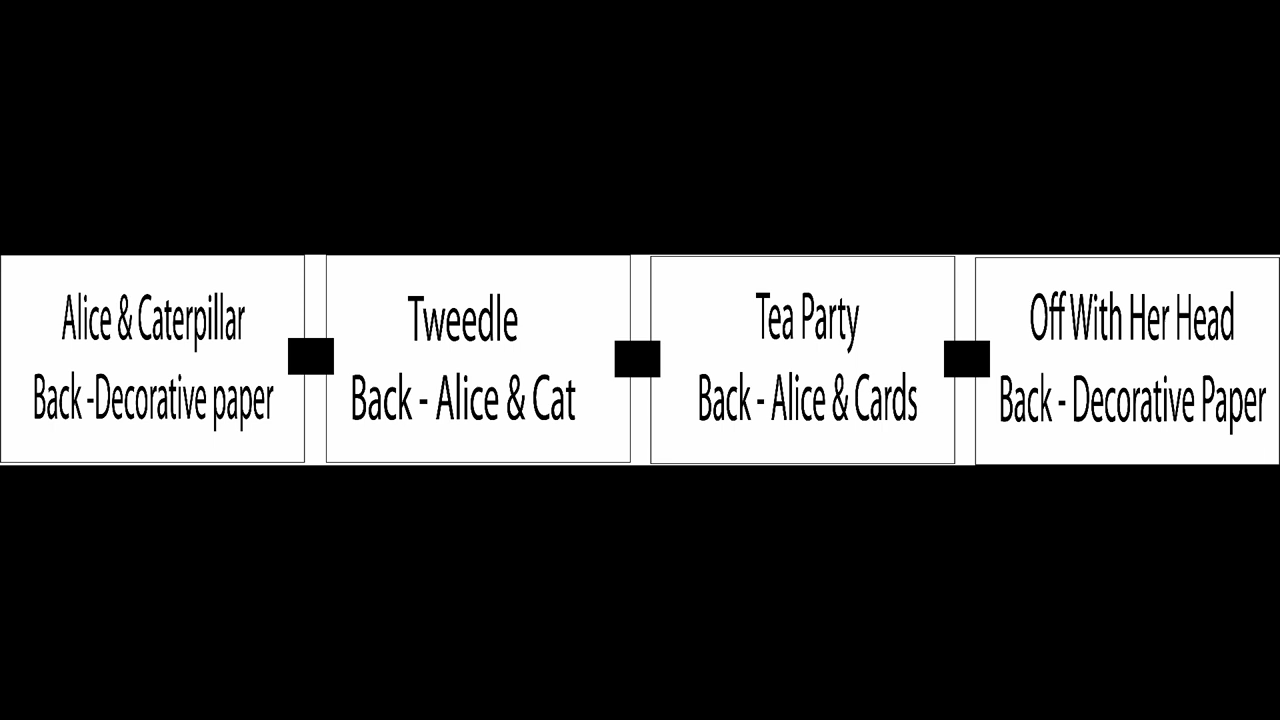 Alice & Caterpillar
Back -Decorative paper
Tweedle
Back - Alice & Cat
Tea Party
Back - Alice & Cards
Off With Her Head
Back - Decorative Paper